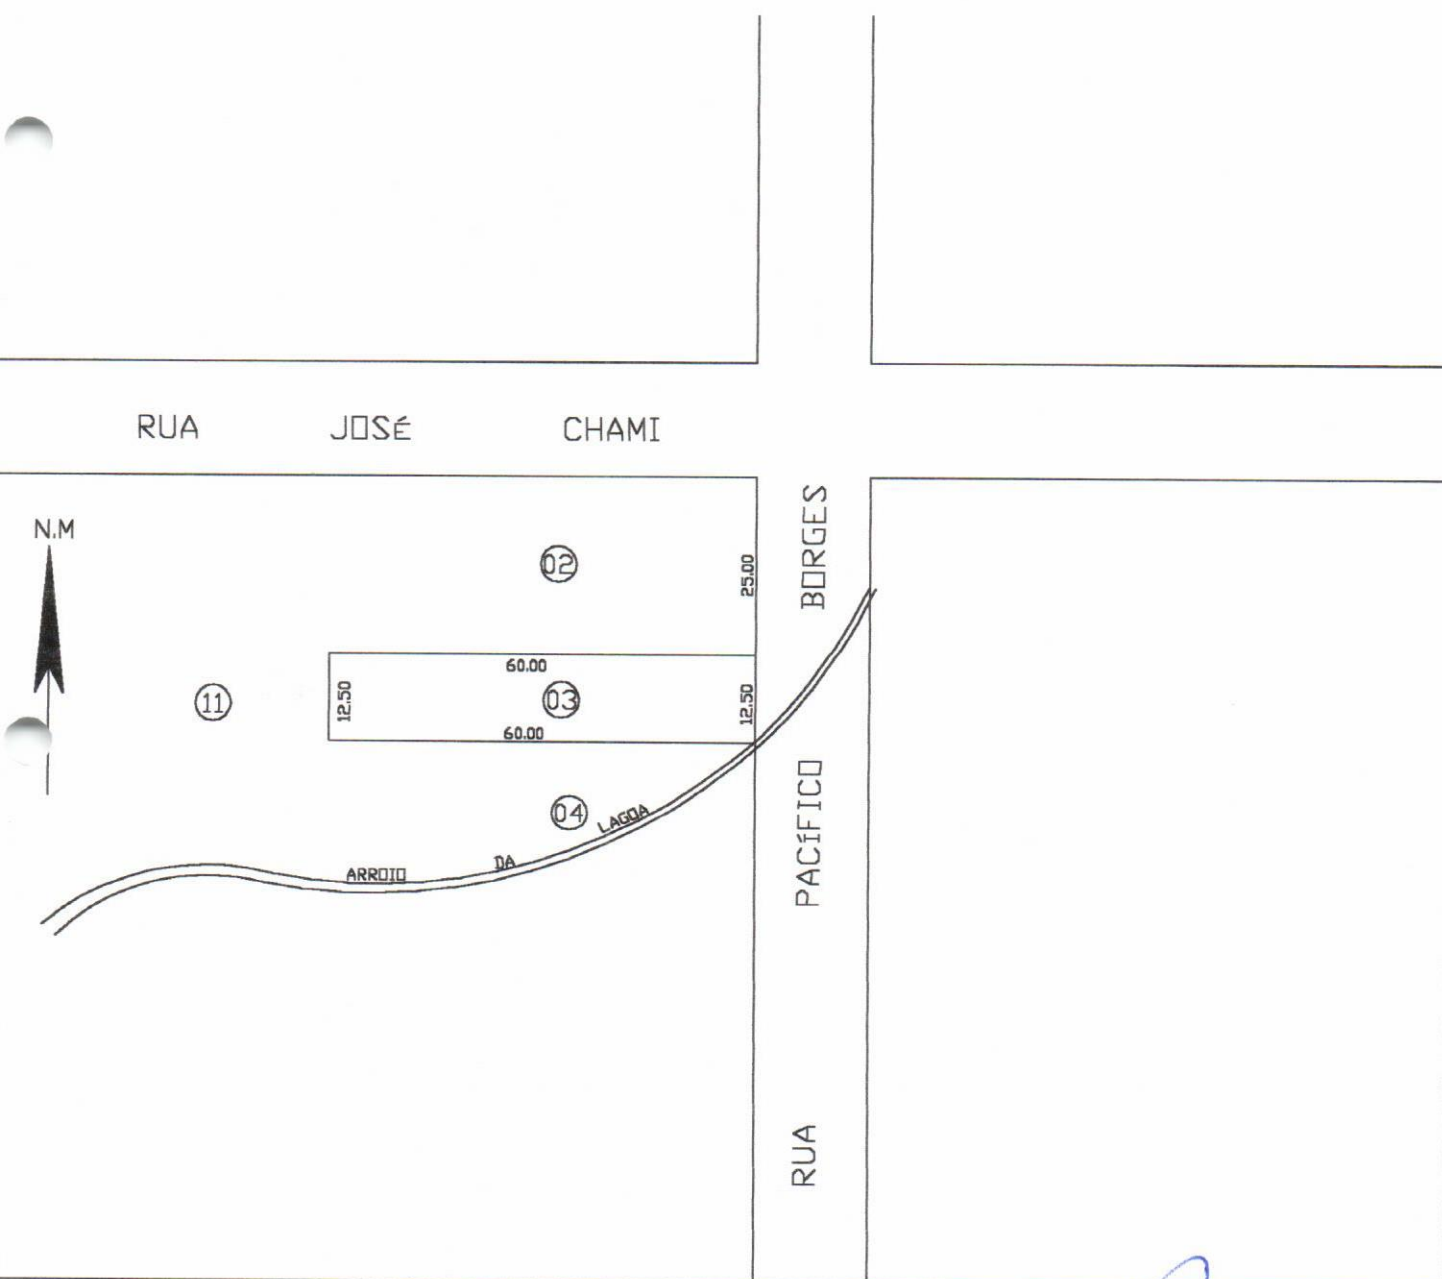 RUA JOSÉ CHAMI
N.M
02
25.00
RUA PACÍFICO BORGES
60.00
11
12.50
03
12.50
60.00
04
ARROIO DA LAGOA